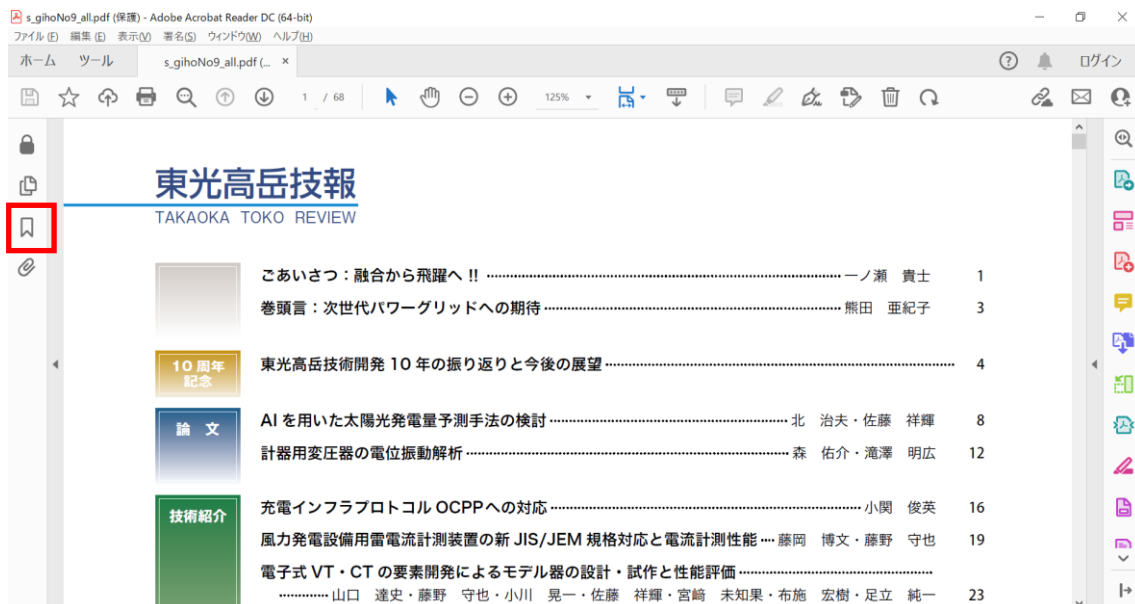 s_gihoNo9_all.pdf (保護) - Adobe Acrobat Reader DC (64-bit)
ファイル(F) 編集(E) 表示(V) 署名(S) ウィンドウ(W) ヘルプ(H)
ホーム ツール s_gihoNo9_all.pdf (... × ログイン
1 / 68 125%
東光高岳技報
TAKAOKA TOKO REVIEW
ごあいさつ：融合から飛躍へ !! 一ノ瀬 貴士 1
巻頭言：次世代パワーグリッドへの期待 熊田 亜紀子 3
10周年
記念
東光高岳技術開発 10 年の振り返りと今後の展望 4
論 文
AI を用いた太陽光発電量予測手法の検討 北 治夫・佐藤 祥輝 8
計器用変圧器の電位振動解析 森 佑介・滝澤 明広 12
技術紹介
充電インフラプロトコル OCPPへの対応 小関 俊英 16
風力発電設備用雷電流計測装置の新 JIS/JEM 規格対応と電流計測性能 藤岡 博文・藤野 守也 19
電子式 VT・CT の要素開発によるモデル器の設計・試作と性能評価
山口 達史・藤野 守也・小川 晃一・佐藤 祥輝・宮﨑 未知果・布施 宏樹・足立 純一 23